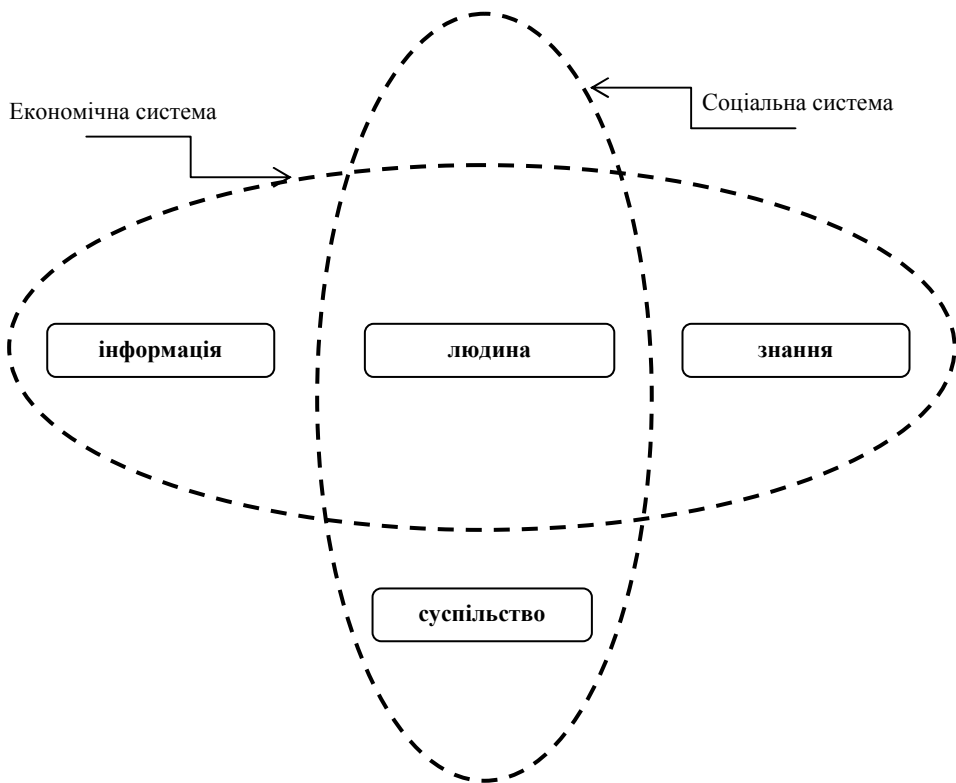 Соціальна система
Економічна система
інформація
людина
знання
суспільство